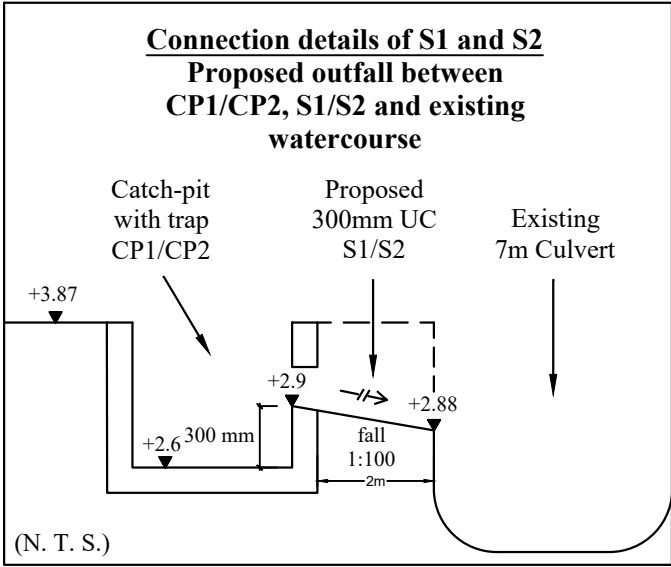 Connection details of S1 and S2
Proposed outfall between
CP1/CP2, S1/S2 and existing
watercourse
Catch-pit
with trap
CP1/CP2
Proposed
300mm UC
S1/S2
Existing
7m Culvert
+3.87
+2.9
+2.88
+2.6
300 mm
fall
1:100
2m
(N. T. S.)